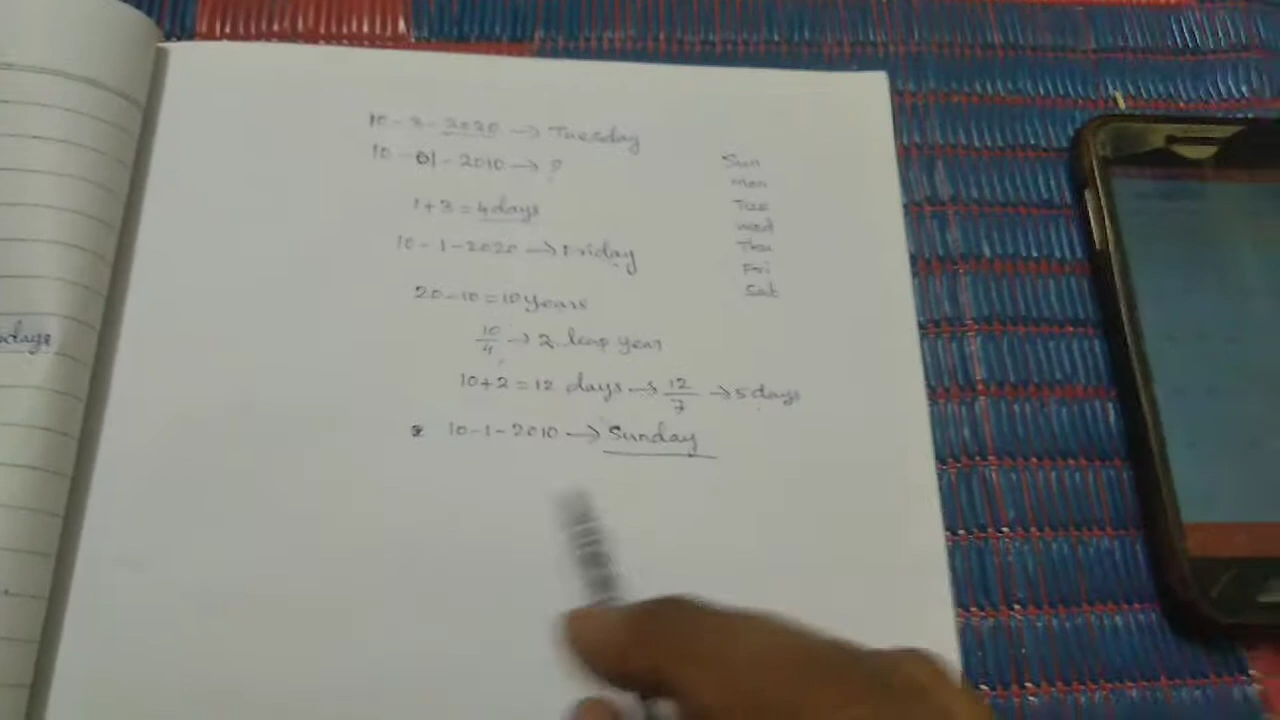 10-3-2020 → Tuesday
10-01-2010 → ?
1+3 = 4 days
10-1-2020 → Friday
20-10 = 10 years
10/4 → 2 leap year
10+2 = 12 days → 12/7 → 5 days
10-1-2010 → Sunday
Sun
Mon
Tue
Wed
Thu
Fri
Sat
days